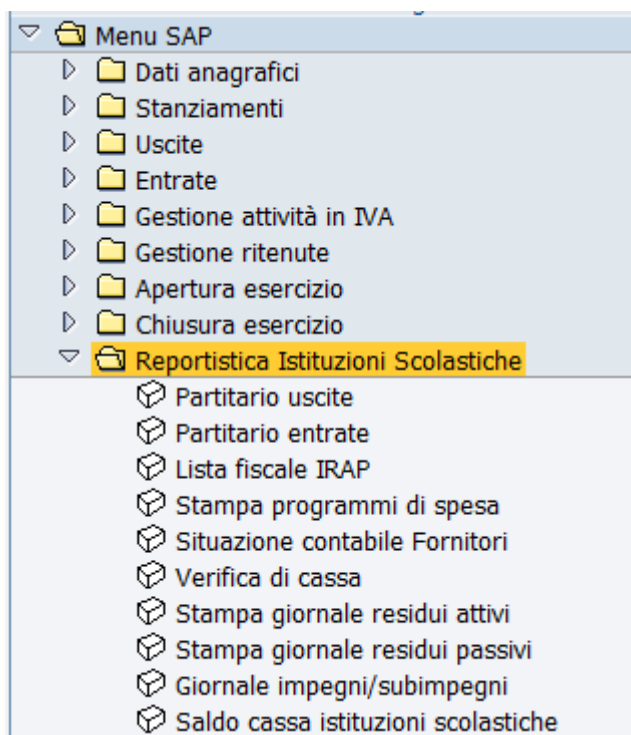 Menu SAP
Dati anagrafici
Stanziamenti
Uscite
Entrate
Gestione attività in IVA
Gestione ritenute
Apertura esercizio
Chiusura esercizio
Reportistica Istituzioni Scolastiche
Partitario uscite
Partitario entrate
Lista fiscale IRAP
Stampa programmi di spesa
Situazione contabile Fornitori
Verifica di cassa
Stampa giornale residui attivi
Stampa giornale residui passivi
Giornale impegni/subimpegni
Saldo cassa istituzioni scolastiche